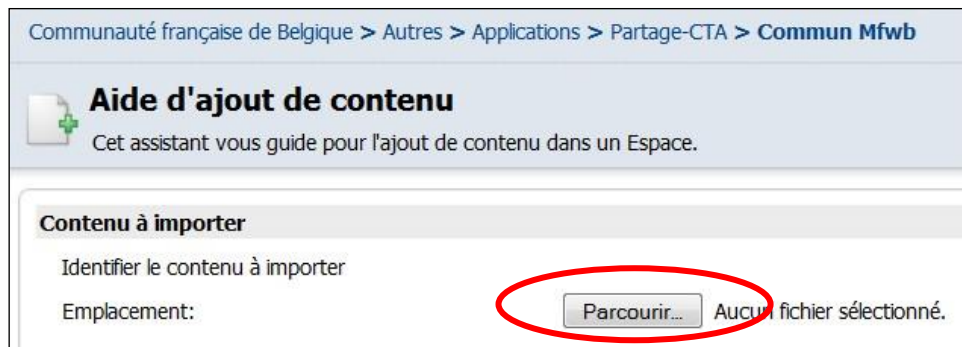 Communauté française de Belgique > Autres > Applications > Partage-CTA > Commun Mfwb
Aide d'ajout de contenu
Cet assistant vous guide pour l'ajout de contenu dans un Espace.
Contenu à importer
Identifier le contenu à importer
Emplacement: Parcourir... Aucun fichier sélectionné.